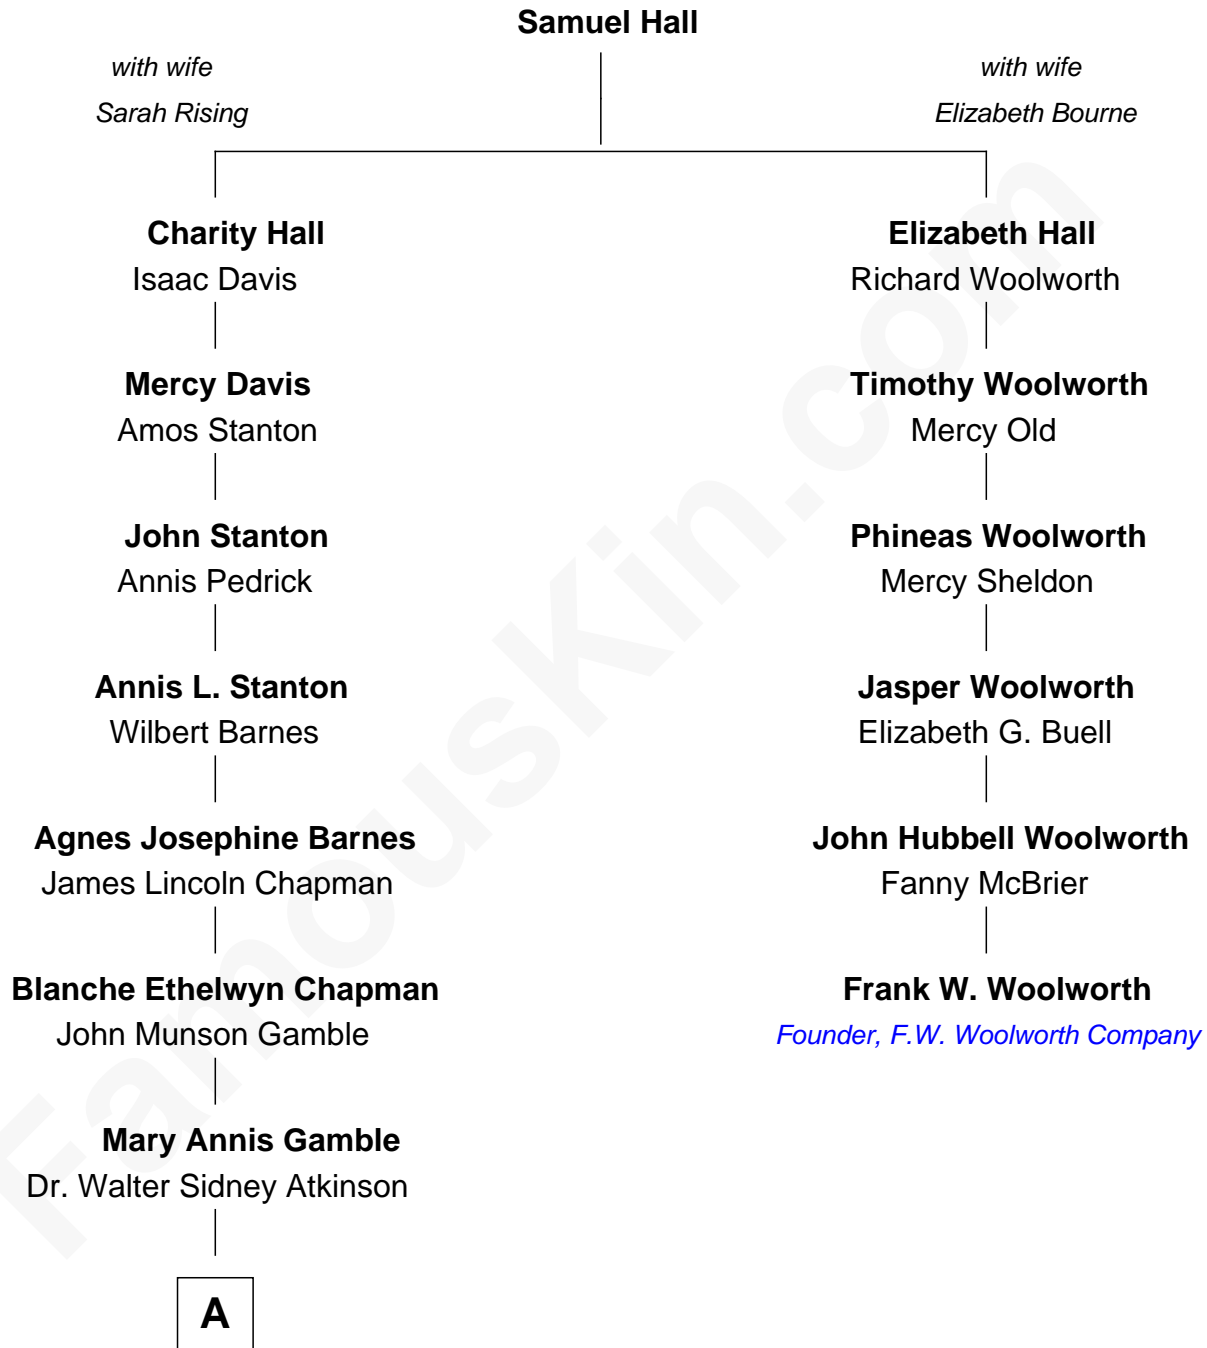 Samuel Hall
with wife
Sarah Rising
with wife
Elizabeth Bourne
Charity Hall
Isaac Davis
Elizabeth Hall
Richard Woolworth
Mercy Davis
Amos Stanton
Timothy Woolworth
Mercy Old
John Stanton
Annis Pedrick
Phineas Woolworth
Mercy Sheldon
Annis L. Stanton
Wilbert Barnes
Jasper Woolworth
Elizabeth G. Buell
Agnes Josephine Barnes
James Lincoln Chapman
John Hubbell Woolworth
Fanny McBrier
Blanche Ethelwyn Chapman
John Munson Gamble
Frank W. Woolworth
Founder, F.W. Woolworth Company
Mary Annis Gamble
Dr. Walter Sidney Atkinson
A
FamousKin.com